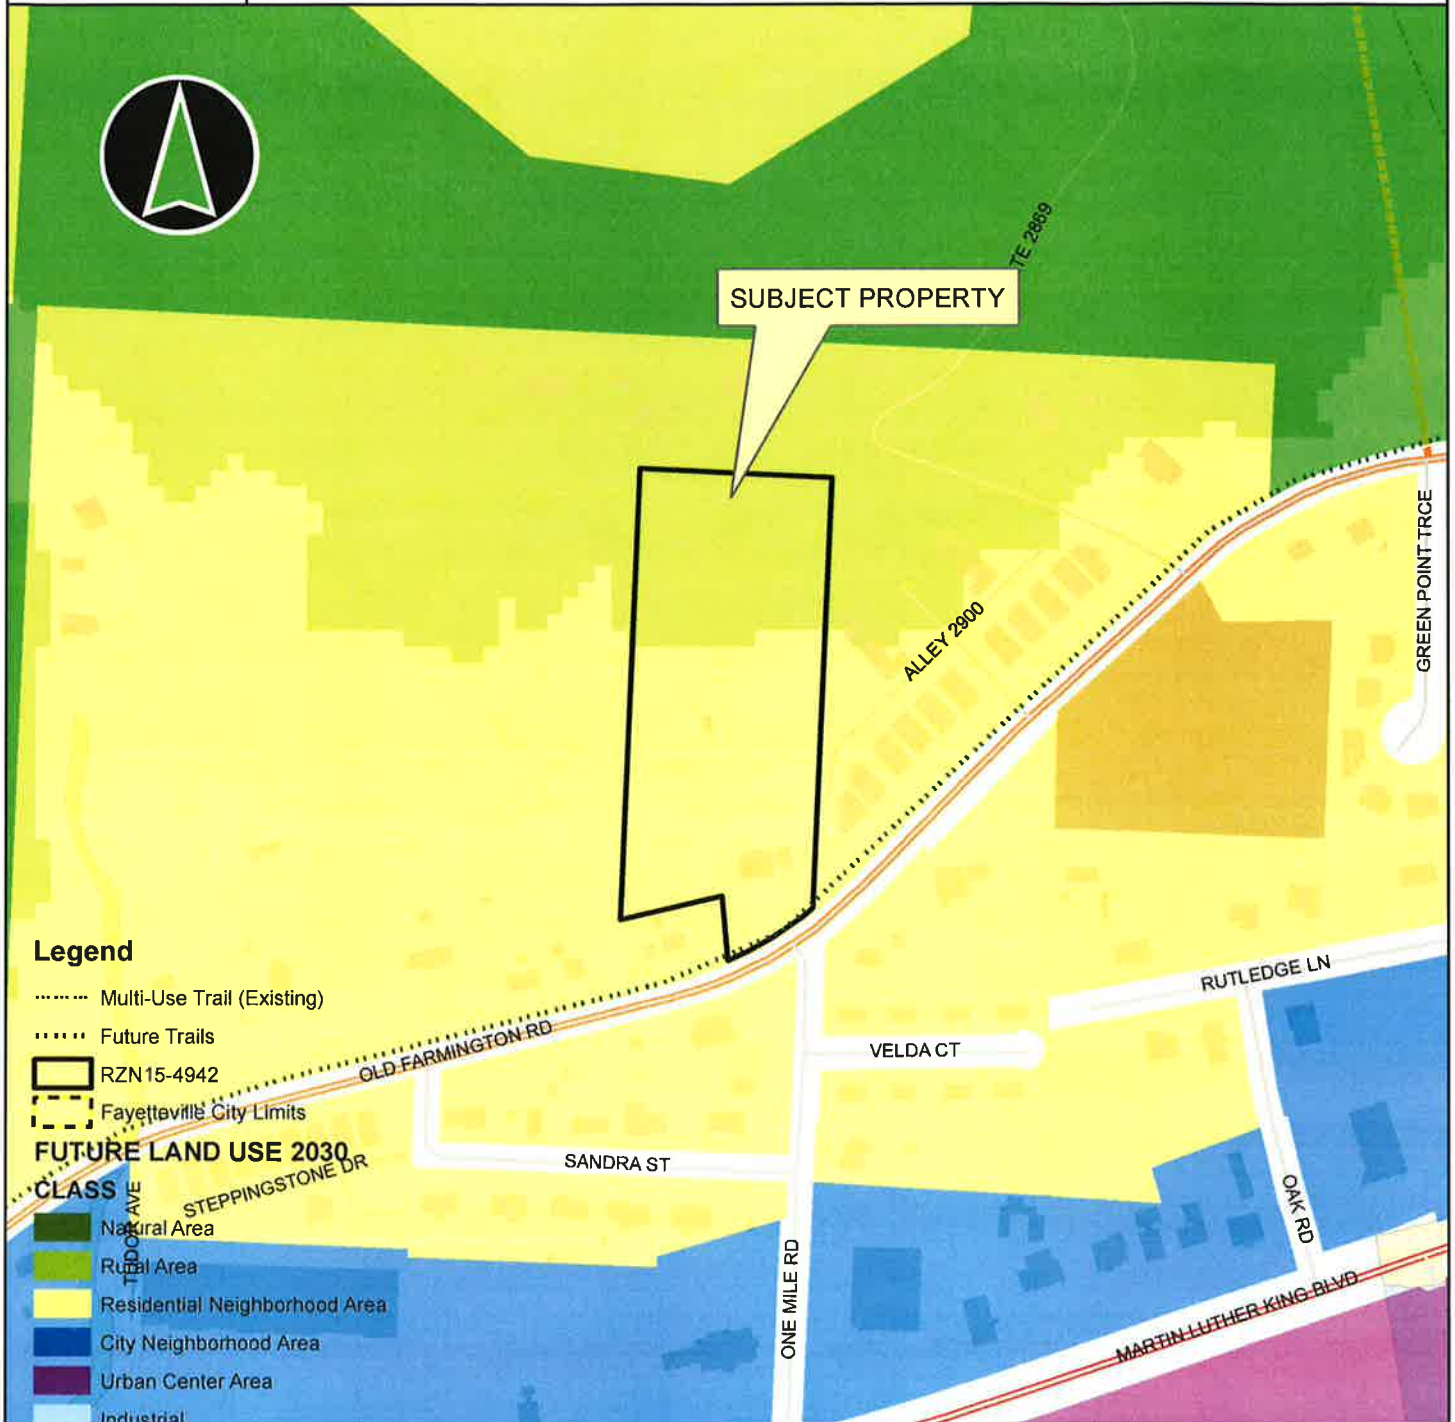 TE 2869
SUBJECT PROPERTY
GREEN POINT TRCE
ALLEY 2900
Legend
Multi-Use Trail (Existing)
Future Trails
RZN15-4942
Fayetteville City Limits
FUTURE LAND USE 2030
CLASS
Natural Area
Rural Area
Residential Neighborhood Area
City Neighborhood Area
Urban Center Area
Industrial
RUTLEDGE LN
VELDA CT
OLD FARMINGTON RD
SANDRA ST
STEPPINGSTONE DR
TUDOR AVE
OAK RD
ONE MILE RD
MARTIN LUTHER KING BLVD